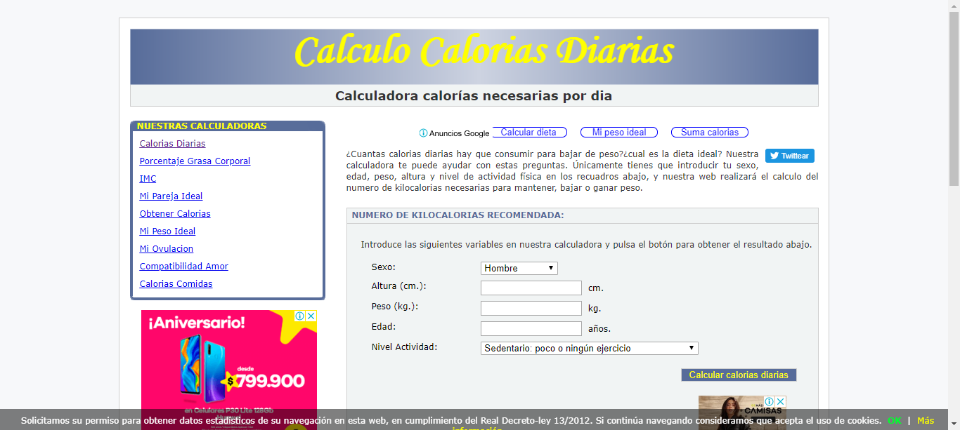 Calculo Calorias Diarias
Calculadora calorías necesarias por dia
NUESTRAS CALCULADORAS
Calorias Diarias
Porcentaje Grasa Corporal
IMC
Mi Pareja Ideal
Obtener Calorias
Mi Peso Ideal
Mi Ovulacion
Compatibilidad Amor
Calorias Comidas
¡Aniversario!
desde
$799.900
en Celulares P30 Lite 128Gb
Anuncios Google
Calcular dieta
Mi peso ideal
Suma calorias
¿Cuantas calorias diarias hay que consumir para bajar de peso?¿cual es la dieta ideal? Nuestra
Twittear
calculadora te puede ayudar con estas preguntas. Únicamente tienes que introducir tu sexo,
edad, peso, altura y nivel de actividad física en los recuadros abajo, y nuestra web realizará el calculo del
numero de kilocalorias necesarias para mantener, bajar o ganar peso.
NUMERO DE KILOCALORIAS RECOMENDADA:
Introduce las siguientes variables en nuestra calculadora y pulsa el botón para obtener el resultado abajo.
Sexo: Hombre
Altura (cm.): cm.
Peso (kg.): kg.
Edad: años.
Nivel Actividad: Sedentario: poco o ningún ejercicio
Calcular calorias diarias
CAMISAS
Solicitamos su permiso para obtener datos estadísticos de su navegación en esta web, en cumplimiento del Real Decreto-ley 13/2012. Si continúa navegando consideramos que acepta el uso de cookies. OK | Más
información